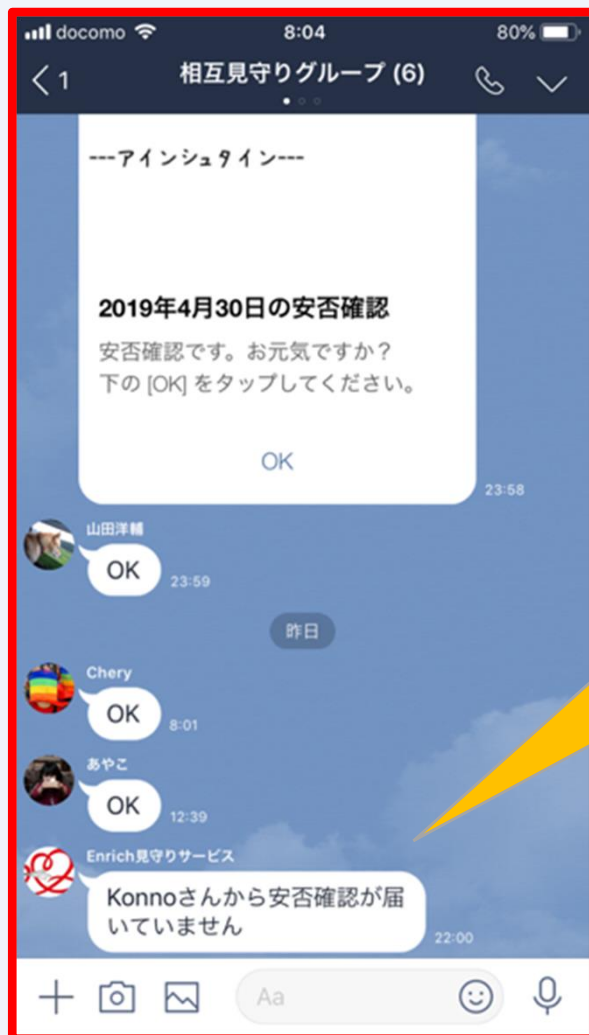 docomo 8:04 80%
1 相互見守りグループ (6)
---アインシュタイン---
2019年4月30日の安否確認
安否確認です。お元気ですか?
下の [OK] をタップしてください。
OK
23:58
山田洋輔
OK 23:59
昨日
Chery
OK 8:01
あやこ
OK 12:39
Enrich見守りサービス
Konnoさんから安否確認が届
いていません 22:00
Aa